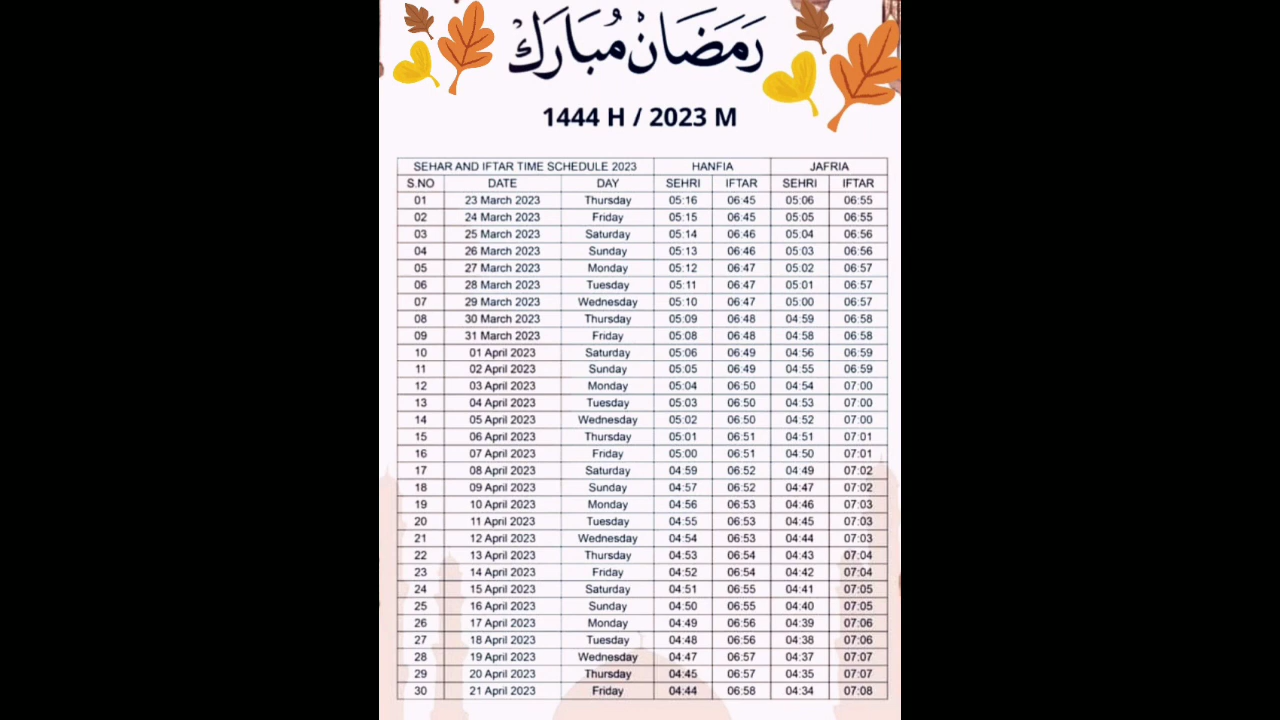 رَمَضَان مُبَارَك
1444 H / 2023 M
SEHAR AND IFTAR TIME SCHEDULE 2023 HANFIA JAFRIA
S.NO DATE DAY SEHRI IFTAR SEHRI IFTAR
01 23 March 2023 Thursday 05:16 06:45 05:06 06:55
02 24 March 2023 Friday 05:15 06:45 05:05 06:55
03 25 March 2023 Saturday 05:14 06:46 05:04 06:56
04 26 March 2023 Sunday 05:13 06:46 05:03 06:56
05 27 March 2023 Monday 05:12 06:47 05:02 06:57
06 28 March 2023 Tuesday 05:11 06:47 05:01 06:57
07 29 March 2023 Wednesday 05:10 06:47 05:00 06:57
08 30 March 2023 Thursday 05:09 06:48 04:59 06:58
09 31 March 2023 Friday 05:08 06:48 04:58 06:58
10 01 April 2023 Saturday 05:06 06:49 04:56 06:59
11 02 April 2023 Sunday 05:05 06:49 04:55 06:59
12 03 April 2023 Monday 05:04 06:50 04:54 07:00
13 04 April 2023 Tuesday 05:03 06:50 04:53 07:00
14 05 April 2023 Wednesday 05:02 06:50 04:52 07:00
15 06 April 2023 Thursday 05:01 06:51 04:51 07:01
16 07 April 2023 Friday 05:00 06:51 04:50 07:01
17 08 April 2023 Saturday 04:59 06:52 04:49 07:02
18 09 April 2023 Sunday 04:57 06:52 04:47 07:02
19 10 April 2023 Monday 04:56 06:53 04:46 07:03
20 11 April 2023 Tuesday 04:55 06:53 04:45 07:03
21 12 April 2023 Wednesday 04:54 06:53 04:44 07:03
22 13 April 2023 Thursday 04:53 06:54 04:43 07:04
23 14 April 2023 Friday 04:52 06:54 04:42 07:04
24 15 April 2023 Saturday 04:51 06:55 04:41 07:05
25 16 April 2023 Sunday 04:50 06:55 04:40 07:05
26 17 April 2023 Monday 04:49 06:56 04:39 07:06
27 18 April 2023 Tuesday 04:48 06:56 04:38 07:06
28 19 April 2023 Wednesday 04:47 06:57 04:37 07:07
29 20 April 2023 Thursday 04:45 06:57 04:35 07:07
30 21 April 2023 Friday 04:44 06:58 04:34 07:08